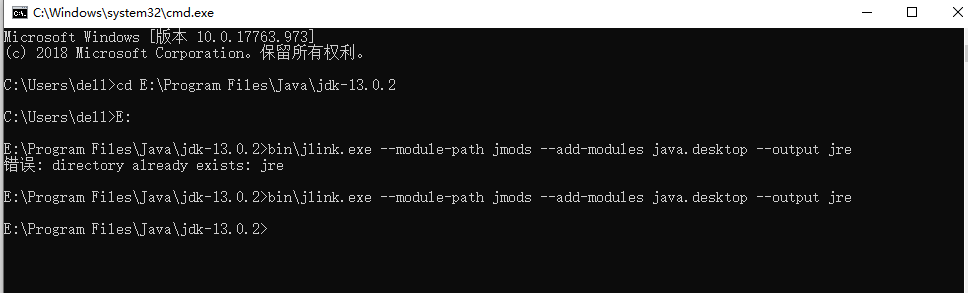 C:\Windows\system32\cmd.exe
Microsoft Windows [版本 10.0.17763.973]
(c) 2018 Microsoft Corporation。保留所有权利。
C:\Users\dell>cd E:\Program Files\Java\jdk-13.0.2
C:\Users\dell>E:
E:\Program Files\Java\jdk-13.0.2>bin\jlink.exe --module-path jmods --add-modules java.desktop --output jre
错误: directory already exists: jre
E:\Program Files\Java\jdk-13.0.2>bin\jlink.exe --module-path jmods --add-modules java.desktop --output jre
E:\Program Files\Java\jdk-13.0.2>